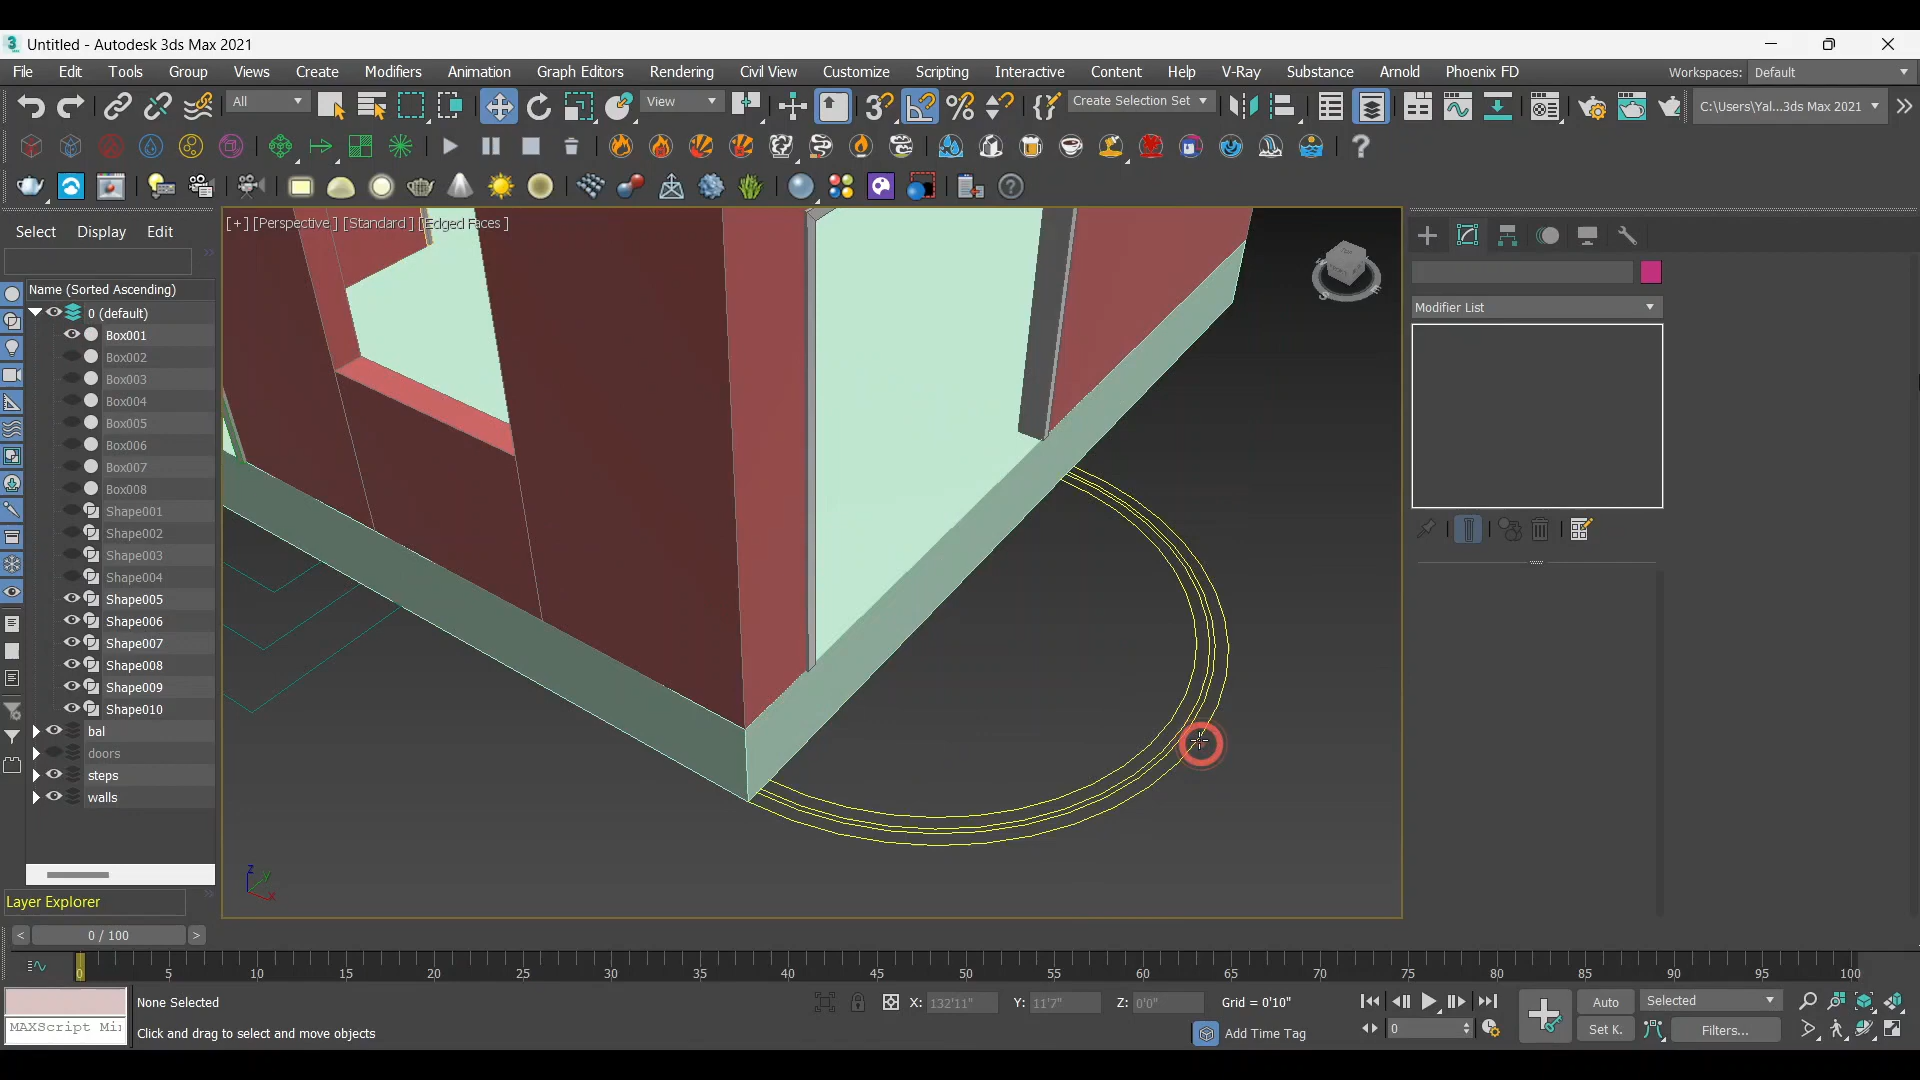 Untitled - Autodesk 3ds Max 2021
File Edit Tools Group Views Create Modifiers Animation Graph Editors Rendering Civil View Customize Scripting Interactive Content Help V-Ray Substance Arnold Phoenix FD Workspaces: Default
All View Create Selection Set C:\Users\Yal...3ds Max 2021
[+] [Perspective ] [Standard ] [Edged Faces ]
Select Display Edit
Name (Sorted Ascending)
0 (default)
Box001
Box002
Box003
Box004
Box005
Box006
Box007
Box008
Shape001
Shape002
Shape003
Shape004
Shape005
Shape006
Shape007
Shape008
Shape009
Shape010
bal
doors
steps
walls
Layer Explorer
Modifier List
< 0 / 100 >
0 5 10 15 20 25 30 35 40 45 50 55 60 65 70 75 80 85 90 95 100
None Selected X: 132'11" Y: 11'7" Z: 0'0" Grid = 0'10" Auto Selected
MAXScript Mi Click and drag to select and move objects Add Time Tag 0 Set K. Filters...